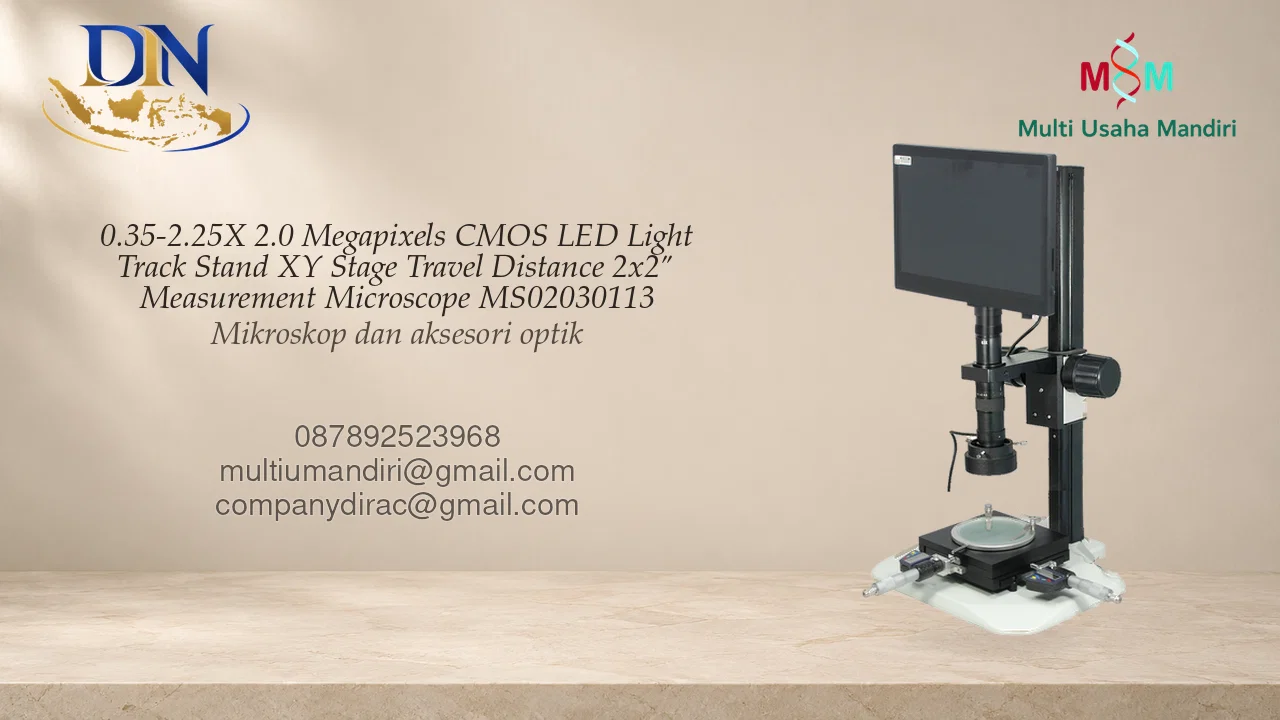 DIN
MSM
Multi Usaha Mandiri
0.35-2.25X 2.0 Megapixels CMOS LED Light
Track Stand XY Stage Travel Distance 2x2”
Measurement Microscope MS02030113
Mikroskop dan aksesori optik
087892523968
multiumandiri@gmail.com
companydirac@gmail.com